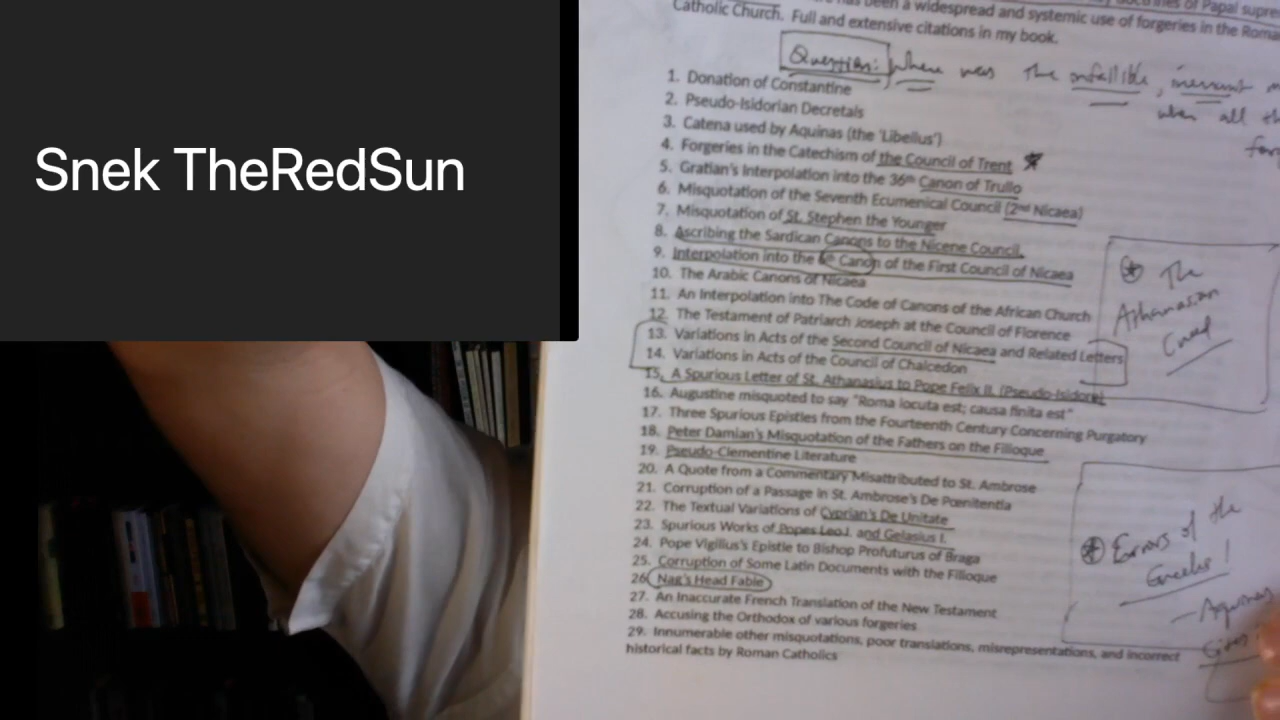 Snek TheRedSun
has been a widespread and systemic use of forgeries in the Roman
Catholic Church. Full and extensive citations in my book.
Question: Where was the infallible, inerrant
when all
1. Donation of Constantine
2. Pseudo-Isidorian Decretals
3. Catena used by Aquinas (the 'Libellus')
4. Forgeries in the Catechism of the Council of Trent
5. Gratian's Interpolation into the 36th Canon of Trullo
6. Misquotation of the Seventh Ecumenical Council (2nd Nicaea)
7. Misquotation of St. Stephen the Younger
8. Ascribing the Sardican Canons to the Nicene Council.
9. Interpolation into the 6th Canon of the First Council of Nicaea
10. The Arabic Canons of Nicaea
11. An Interpolation into The Code of Canons of the African Church
12. The Testament of Patriarch Joseph at the Council of Florence
13. Variations in Acts of the Second Council of Nicaea and Related Letters
14. Variations in Acts of the Council of Chalcedon
15. A Spurious Letter of St. Athanasius to Pope Felix II. (Pseudo-Isidore)
16. Augustine misquoted to say "Roma locuta est; causa finita est"
17. Three Spurious Epistles from the Fourteenth Century Concerning Purgatory
18. Peter Damian's Misquotation of the Fathers on the Filioque
19. Pseudo-Clementine Literature
20. A Quote from a Commentary Misattributed to St. Ambrose
21. Corruption of a Passage in St. Ambrose's De Pœnitentia
22. The Textual Variations of Cyprian's De Unitate
23. Spurious Works of Popes Leo I. and Gelasius I.
24. Pope Vigilius's Epistle to Bishop Profuturus of Braga
25. Corruption of Some Latin Documents with the Filioque
26. Nag's Head Fable
27. An Inaccurate French Translation of the New Testament
28. Accusing the Orthodox of various forgeries
29. Innumerable other misquotations, poor translations, misrepresentations, and incorrect
historical facts by Roman Catholics
The
Athanasian
Creed
Errors of the
Greeks!
- Aquinas